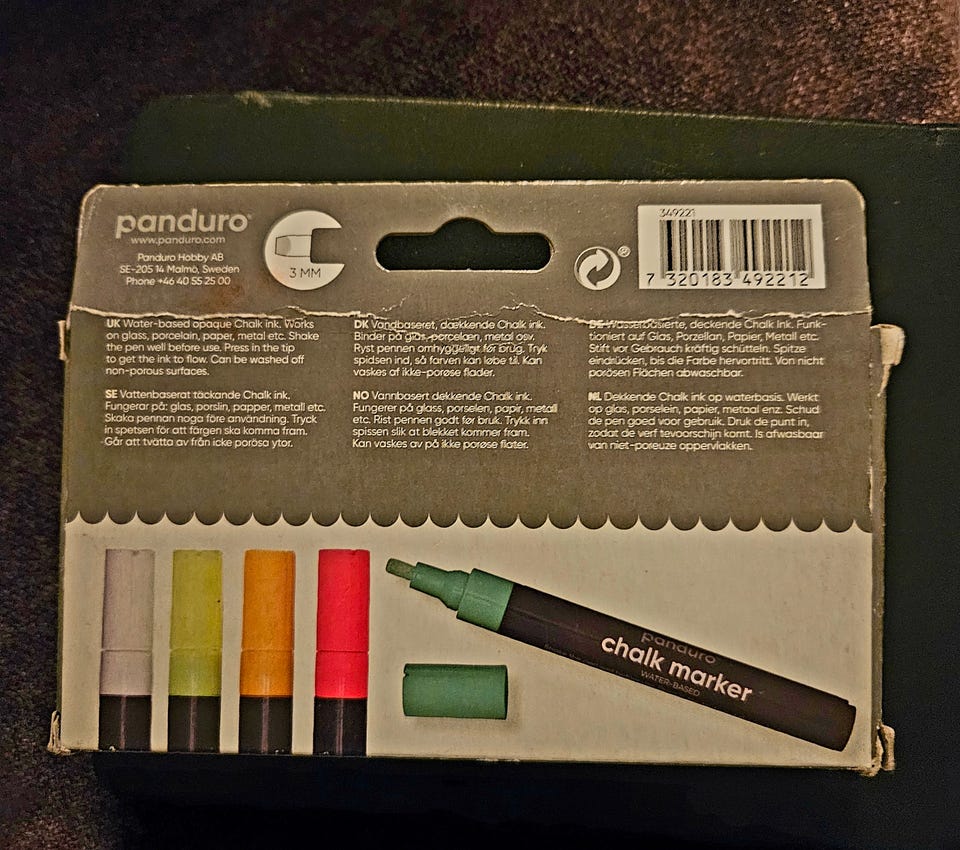 panduro®
www.panduro.com
Panduro Hobby AB
SE-205 14 Malmö, Sweden
Phone +46 40 55 25 00
3 MM
®
349221
7 320183 492212
UK Water-based opaque Chalk ink. Works
on glass, porcelain, paper, metal etc. Shake
the pen well before use. Press in the tip
to get the ink to flow. Can be washed off
non-porous surfaces.
SE Vattenbaserat täckande Chalk ink.
Fungerar på: glas, porslin, papper, metall etc.
Skaka pennan noga före användning. Tryck
in spetsen för att färgen ska komma fram.
Går att tvätta av från icke porösa ytor.
DK Vandbaseret, dækkende Chalk ink.
Binder på glas, porcelæn, metal osv.
Ryst pennen omhyggeligt før brug. Tryk
spidsen ind, så farven kan løbe til. Kan
vaskes af ikke-porøse flader.
NO Vannbasert dekkende Chalk ink.
Fungerer på glass, porselen, papir, metall
etc. Rist pennen godt før bruk. Trykk inn
spissen slik at blekket kommer fram.
Kan vaskes av på ikke porøse flater.
DE Wasserbasierte, deckende Chalk Ink. Funk-
tioniert auf Glas, Porzellan, Papier, Metall etc.
Stift vor Gebrauch kräftig schütteln. Spitze
eindrücken, bis die Farbe hervortritt. Von nicht
porösen Flächen abwaschbar.
NL Dekkende Chalk ink op waterbasis. Werkt
op glas, porselein, papier, metaal enz. Schud
de pen goed voor gebruik. Druk de punt in,
zodat de verf tevoorschijn komt. Is afwasbaar
van niet-poreuze oppervlakken.
panduro
chalk marker
WATER-BASED